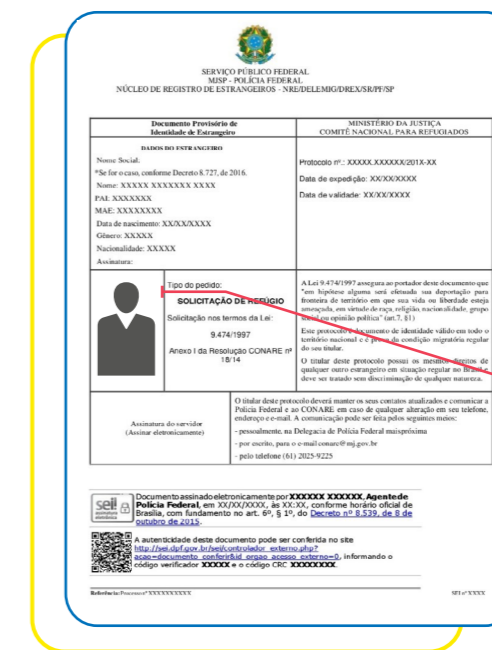 SERVIÇO PÚBLICO FEDERAL
MJSP - POLÍCIA FEDERAL
NÚCLEO DE REGISTRO DE ESTRANGEIROS - NRE/DELEMIG/DREX/SR/PF/SP
Documento Provisório de
Identidade de Estrangeiro
MINISTÉRIO DA JUSTIÇA
COMITÊ NACIONAL PARA REFUGIADOS
DADOS DO ESTRANGEIRO
Nome Social:
*Se for o caso, conforme Decreto 8.727, de 2016.
Nome: XXXXX XXXXXXX XXXX
PAI: XXXXXXX
MAE: XXXXXXXX
Data de nascimento: XX/XX/XXXX
Gênero: XXXXX
Nacionalidade: XXXXX
Assinatura:
Protocolo nº.: XXXXX.XXXXXX/201X-XX
Data de expedição: XX/XX/XXXX
Data de validade: XX/XX/XXXX
Tipo do pedido:
SOLICITAÇÃO DE REFÚGIO
Solicitação nos termos da Lei:
9.474/1997
Anexo I da Resolução CONARE nº
18/14
A Lei 9.474/1997 assegura ao portador deste documento que
"em hipótese alguma será efetuada sua deportação para
fronteira de território em que sua vida ou liberdade esteja
ameaçada, em virtude de raça, religião, nacionalidade, grupo
social ou opinião política" (art.7, §1)
Este protocolo é documento de identidade válido em todo o
território nacional e é prova da condição migratória regular
do seu titular.
O titular deste protocolo possui os mesmos direitos de
qualquer outro estrangeiro em situação regular no Brasil e
deve ser tratado sem discriminação de qualquer natureza.
Assinatura do servidor
(Assinar eletronicamente)
O titular deste protocolo deverá manter os seus contatos atualizados e comunicar a
Polícia Federal e ao CONARE em caso de qualquer alteração em seu telefone,
endereço e e-mail. A comunicação pode ser feita pelos seguintes meios:
- pessoalmente, na Delegacia de Polícia Federal maispróxima
- por escrito, para o e-mail conare@mj.gov.br
- pelo telefone (61) 2025-9225
seil!
assinatura
eletrônica
Documentoassinadoeletronicamentepor XXXXXX XXXXXX, Agentede
Polícia Federal, em XX/XX/XXXX, às XX:XX, conforme horário oficial de
Brasília, com fundamento no art. 6º, § 1º, do Decreto nº 8.539, de 8 de
outubro de 2015.
A autenticidade deste documento pode ser conferida no site
http://sei.dpf.gov.br/sei/controlador_externo.php?
acao=documento_conferir&id_orgao_acesso_externo=0, informando o
código verificador XXXXX e o código CRC XXXXXXXX.
Referência: Processo nº XXXXXXXXXX
SEI nº XXXX